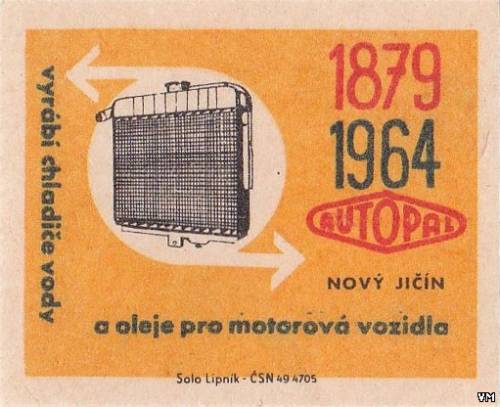 vyrábí chladiče vody
1879
1964
AUTOPAL
NOVÝ JIČÍN
a oleje pro motorová vozidla
Solo Lipník - ČSN 49 4705
VM